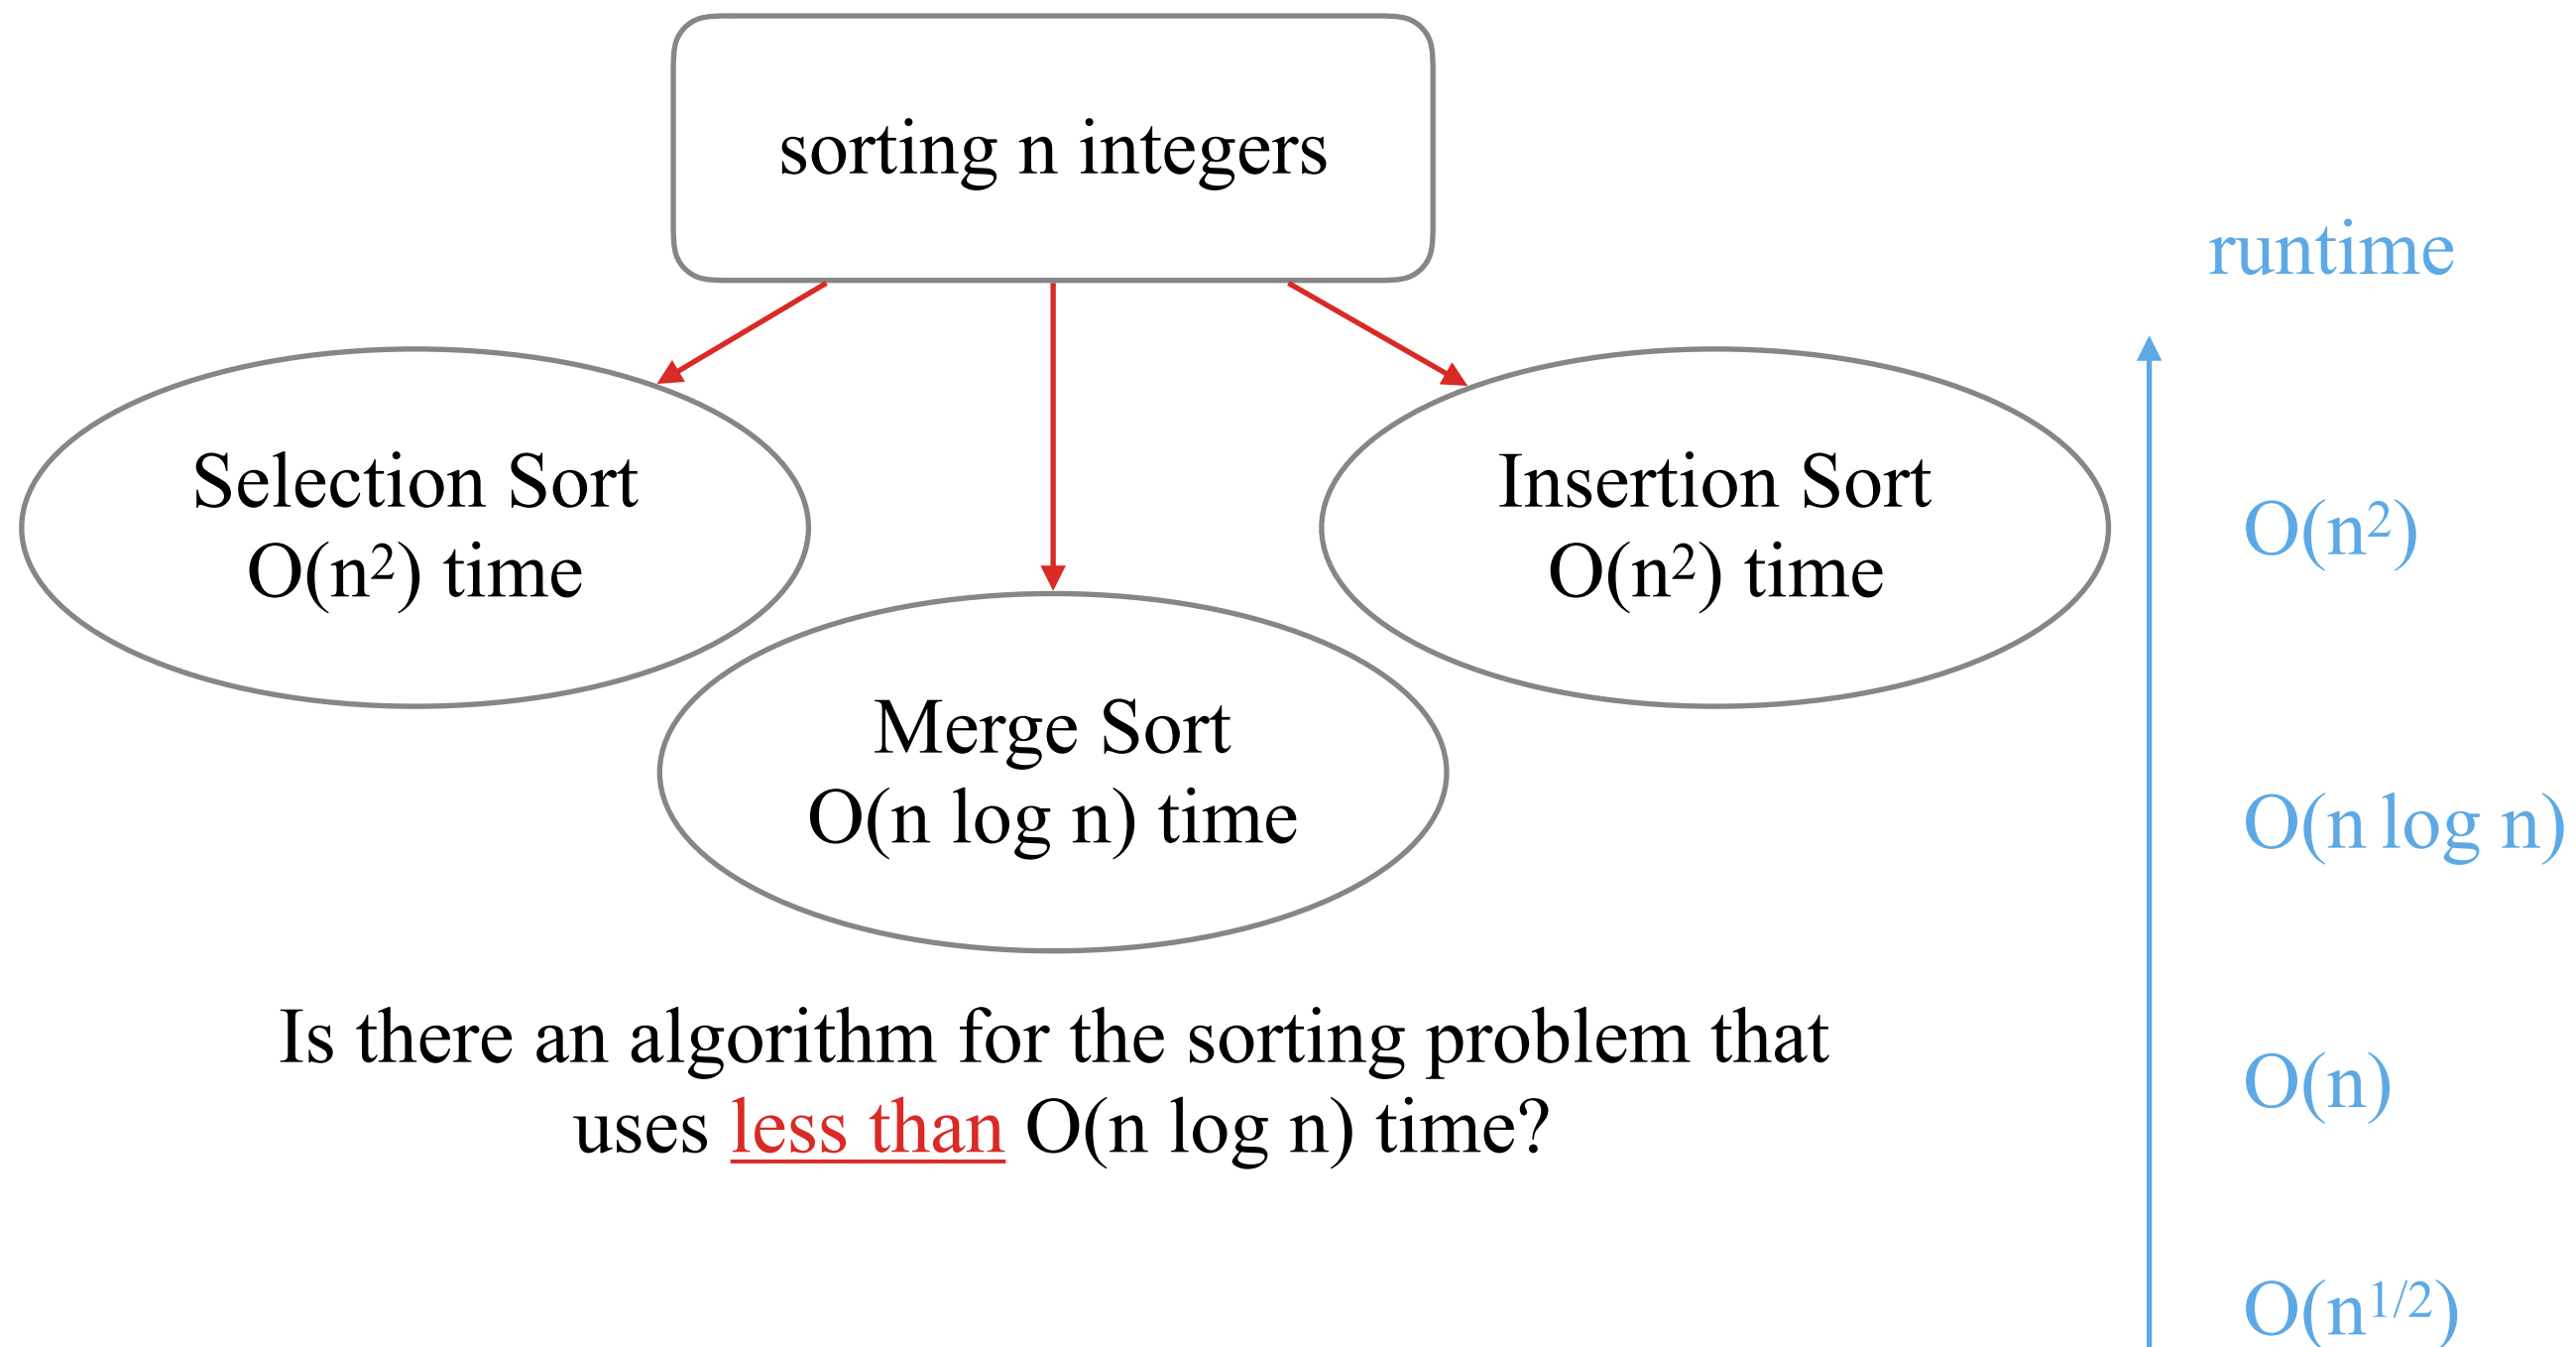 sorting n integers
runtime
Selection Sort
O(n²) time
Insertion Sort
O(n²) time
Merge Sort
O(n log n) time
Is there an algorithm for the sorting problem that
uses less than O(n log n) time?
O(n²)
O(n log n)
O(n)
O(n¹/²)